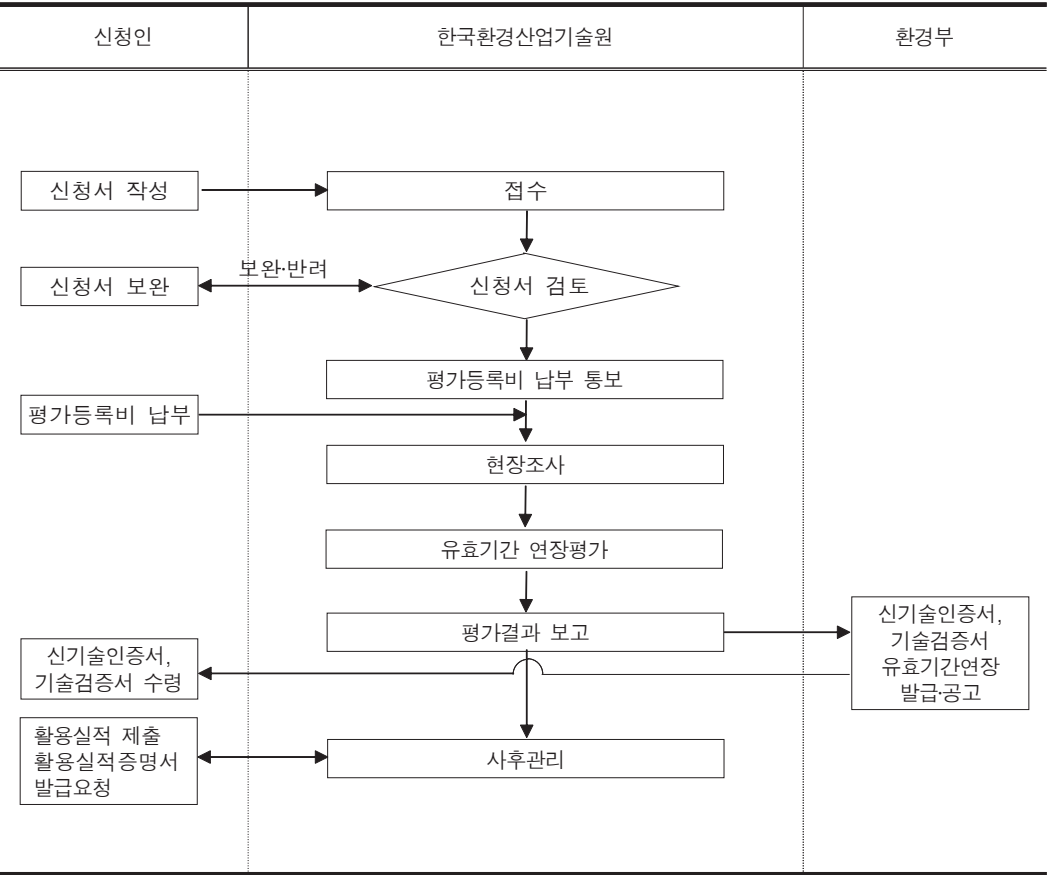 신청인
한국환경산업기술원
환경부
신청서 작성
접수
보완·반려
신청서 보완
신청서 검토
평가등록비 납부 통보
평가등록비 납부
현장조사
유효기간 연장평가
평가결과 보고
신기술인증서,
기술검증서
유효기간연장
발급·공고
신기술인증서,
기술검증서 수령
활용실적 제출
활용실적증명서
발급요청
사후관리